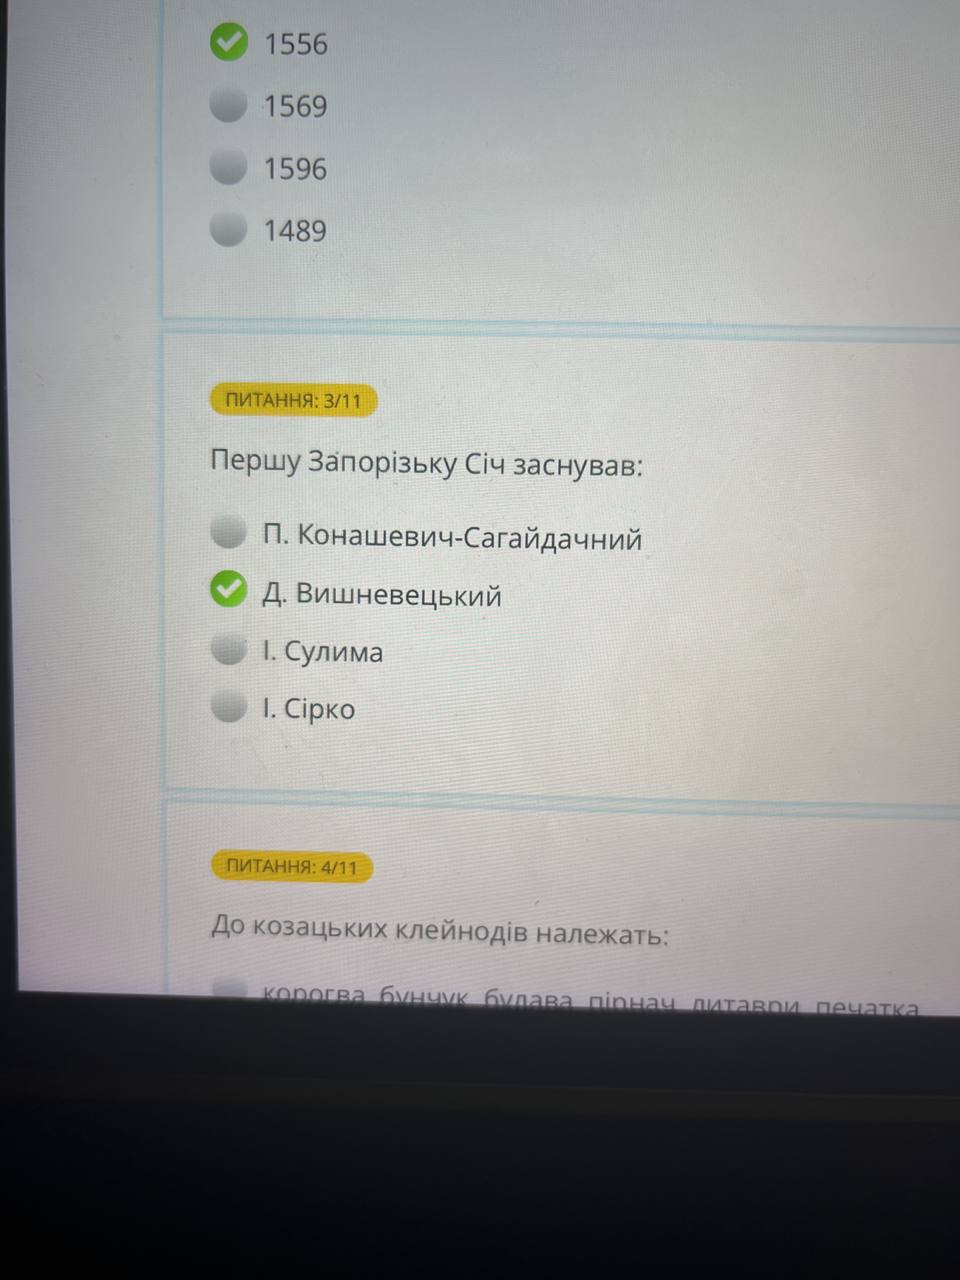 1556
1569
1596
1489
ПИТАННЯ: 3/11
Першу Запорізьку Січ заснував:
П. Конашевич-Сагайдачний
Д. Вишневецький
І. Сулима
І. Сірко
ПИТАННЯ: 4/11
До козацьких клейнодів належать:
корогва бунчук булава пірнач литаври печатка